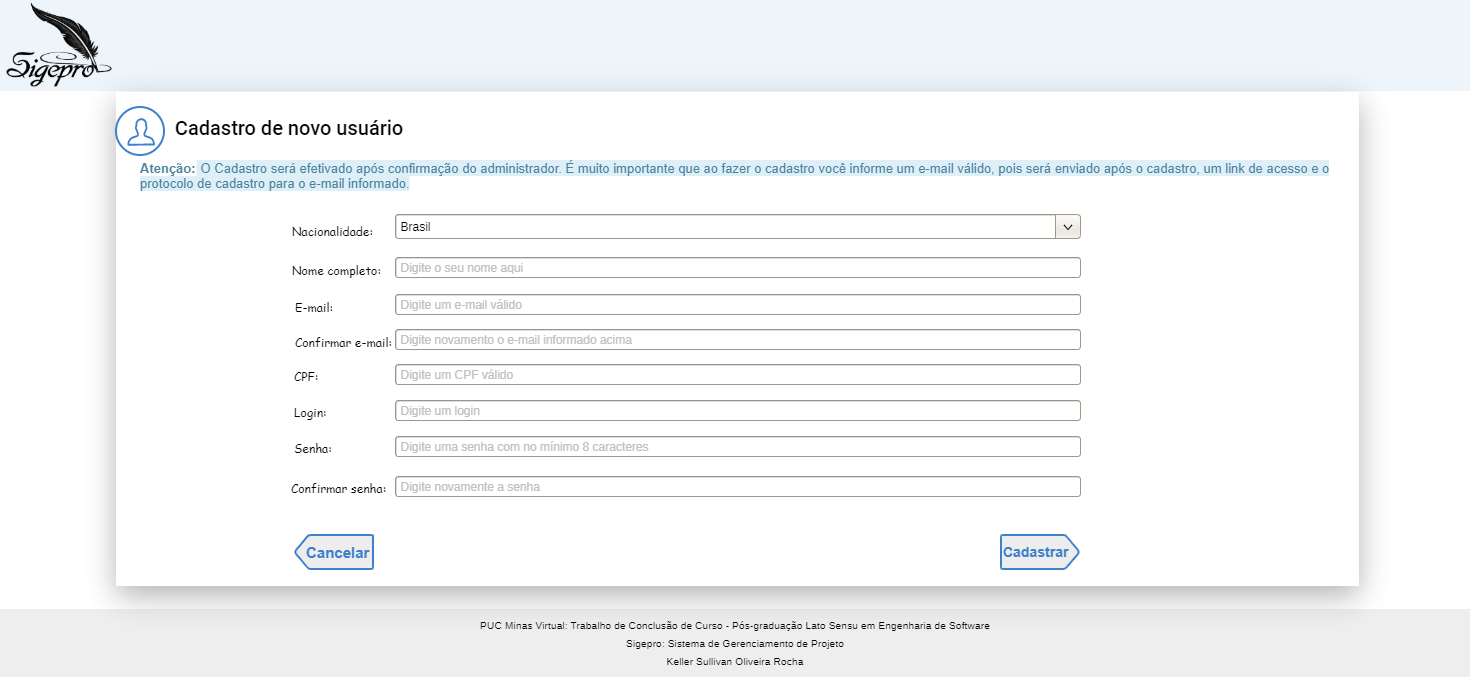 Sigepro
Cadastro de novo usuário
Atenção: O Cadastro será efetivado após confirmação do administrador. É muito importante que ao fazer o cadastro você informe um e-mail válido, pois será enviado após o cadastro, um link de acesso e o
protocolo de cadastro para o e-mail informado.
Nacionalidade: Brasil
Nome completo: Digite o seu nome aqui
E-mail: Digite um e-mail válido
Confirmar e-mail: Digite novamento o e-mail informado acima
CPF: Digite um CPF válido
Login: Digite um login
Senha: Digite uma senha com no mínimo 8 caracteres
Confirmar senha: Digite novamente a senha
Cancelar Cadastrar
PUC Minas Virtual: Trabalho de Conclusão de Curso - Pós-graduação Lato Sensu em Engenharia de Software
Sigepro: Sistema de Gerenciamento de Projeto
Keller Sullivan Oliveira Rocha